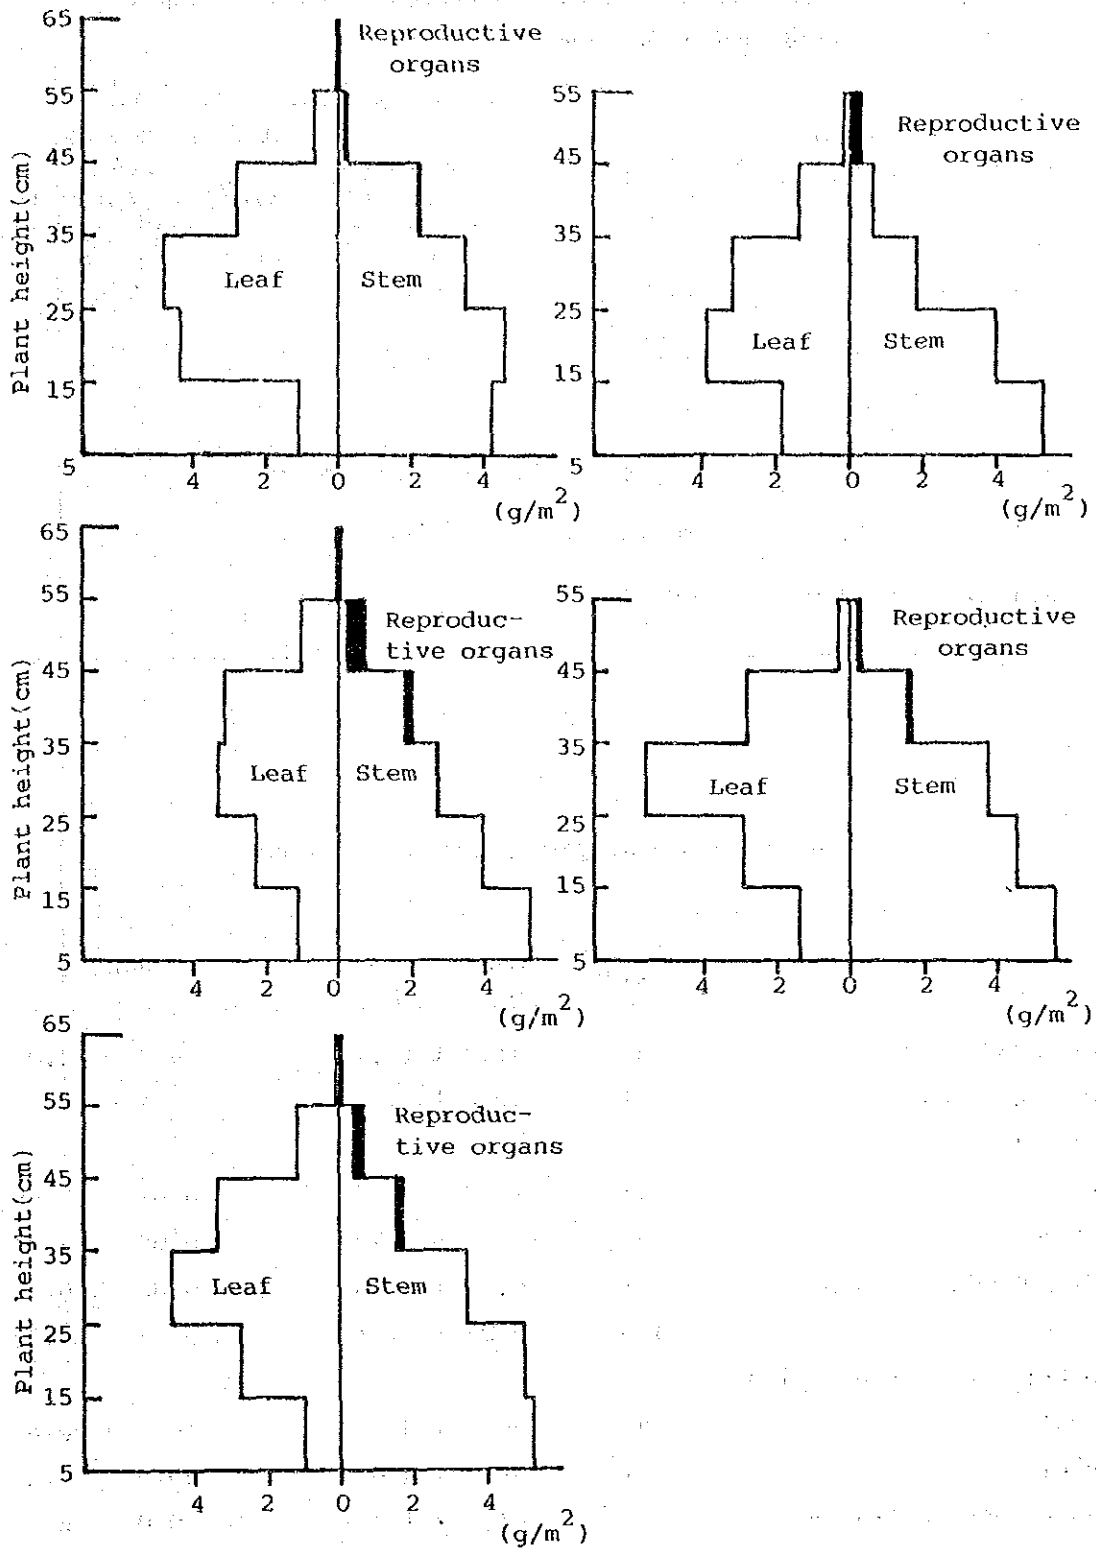 65
Reproductive
organs
55
45
35
25
15
5
Plant height(cm)
Leaf
Stem
4 2 0 2 4
(g/m2)
55
Reproductive
organs
45
35
25
15
5
Leaf
Stem
4 2 0 2 4
(g/m2)
65
55
Reproduc-
tive organs
45
35
25
15
5
Plant height(cm)
Leaf
Stem
4 2 0 2 4
(g/m2)
55
Reproductive
organs
45
35
25
15
5
Leaf
Stem
4 2 0 2 4
(g/m2)
65
55
Reproduc-
tive organs
45
35
25
15
5
Plant height(cm)
Leaf
Stem
4 2 0 2 4
(g/m2)